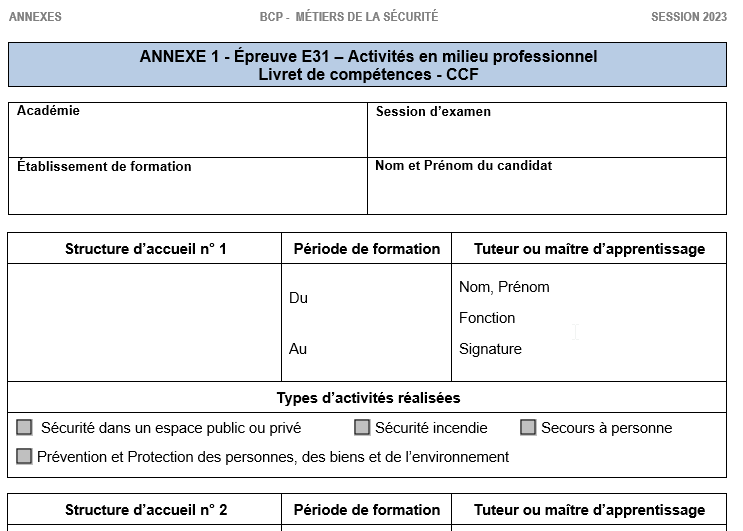 ANNEXES BCP - MÉTIERS DE LA SÉCURITÉ SESSION 2023
ANNEXE 1 - Épreuve E31 – Activités en milieu professionnel
Livret de compétences - CCF
Académie Session d'examen
Établissement de formation Nom et Prénom du candidat
Structure d'accueil n° 1 Période de formation Tuteur ou maître d'apprentissage
Nom, Prénom
Du
Fonction
Au Signature
Types d'activités réalisées
Sécurité dans un espace public ou privé Sécurité incendie Secours à personne
Prévention et Protection des personnes, des biens et de l'environnement
Structure d'accueil n° 2 Période de formation Tuteur ou maître d'apprentissage